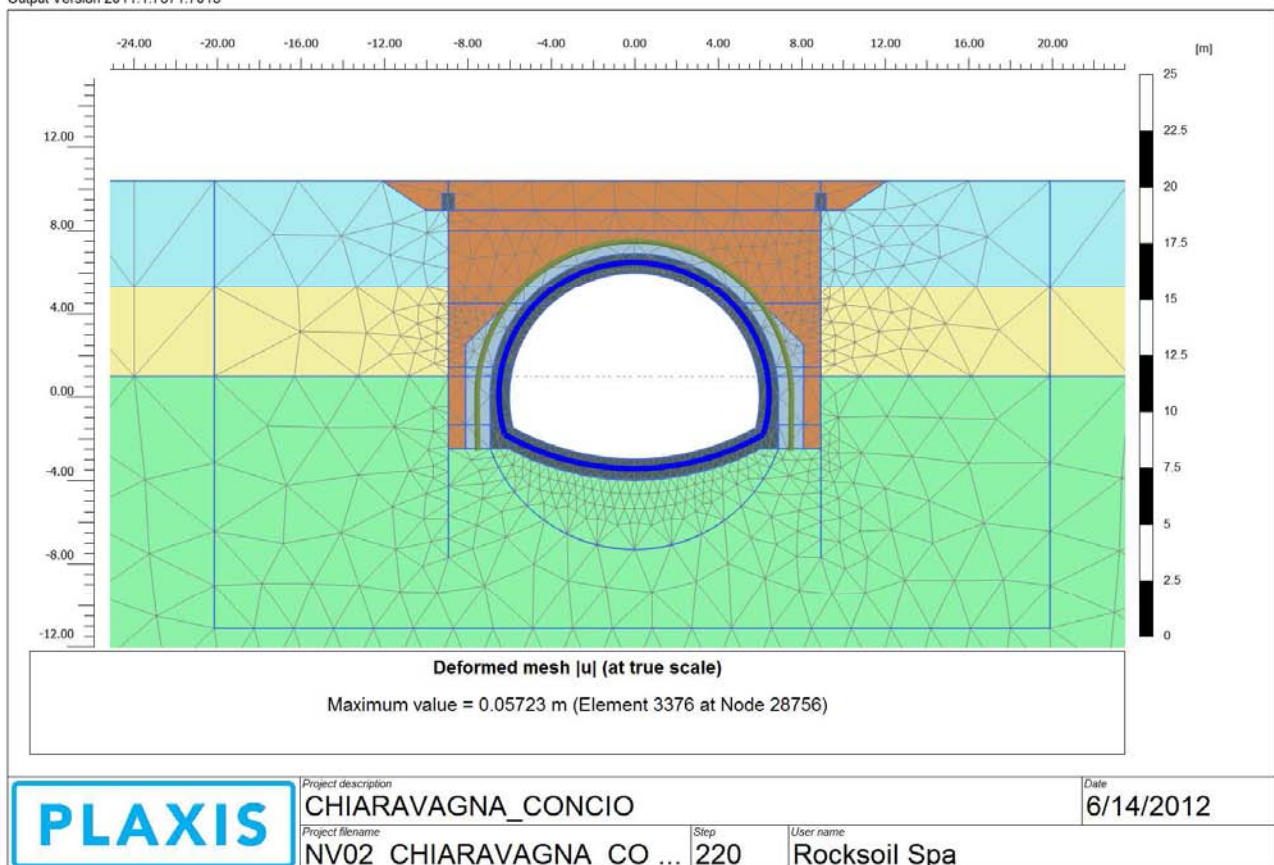 -24.00 -20.00 -16.00 -12.00 -8.00 -4.00 0.00 4.00 8.00 12.00 16.00 20.00
[m]
25
22.5
20
17.5
15
12.5
10
7.5
5
2.5
0
12.00
8.00
4.00
0.00
-4.00
-8.00
-12.00
Deformed mesh |u| (at true scale)
Maximum value = 0.05723 m (Element 3376 at Node 28756)
PLAXIS
Project description
CHIARAVAGNA_CONCIO
Date
6/14/2012
Project filename
NV02_CHIARAVAGNA_CO ...
Step
220
User name
Rocksoil Spa